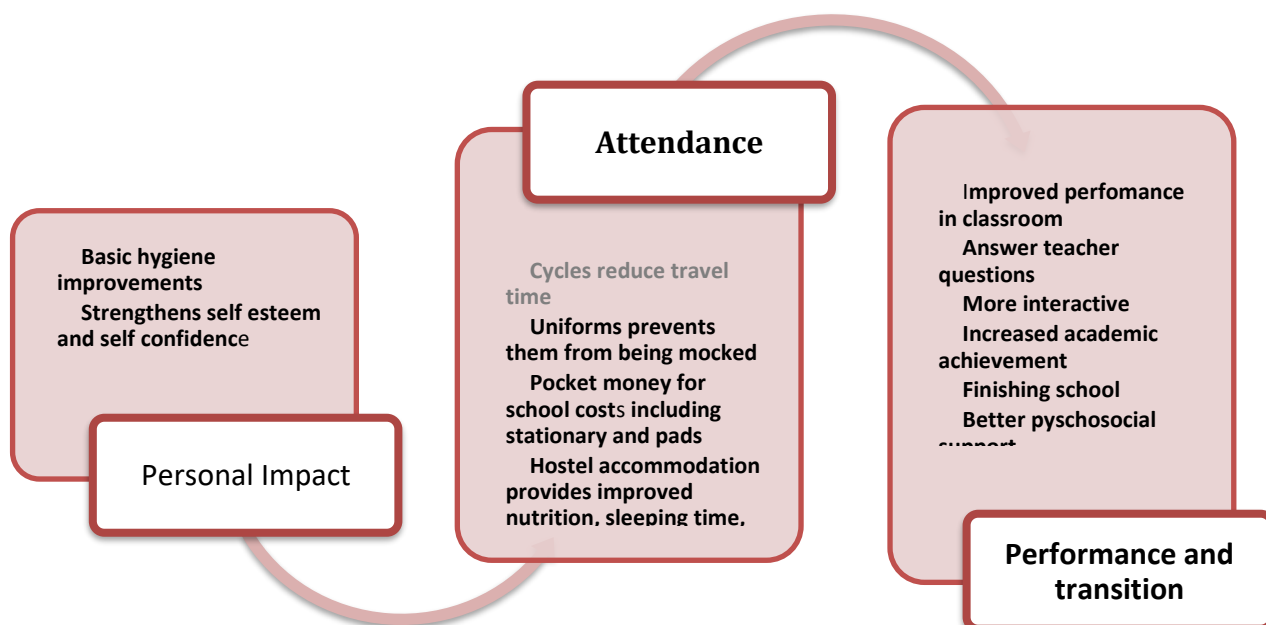 Basic hygiene
improvements
Strengthens self esteem
and self confidence
Personal Impact
Attendance
Cycles reduce travel
time
Uniforms prevents
them from being mocked
Pocket money for
school costs including
stationary and pads
Hostel accommodation
provides improved
nutrition, sleeping time,
Improved perfomance
in classroom
Answer teacher
questions
More interactive
Increased academic
achievement
Finishing school
Better pyschosocial
support
Performance and
transition